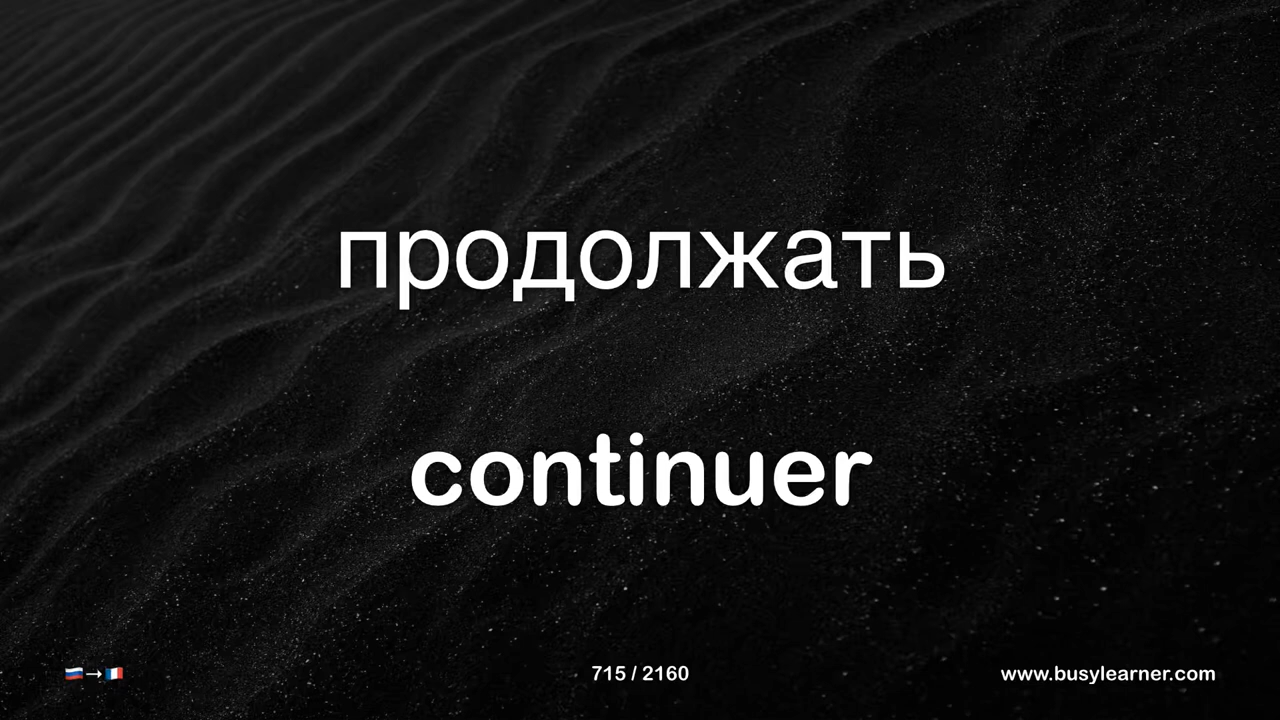 продолжать
continuer
🇷🇺→🇫🇷
715 / 2160
www.busylearner.com